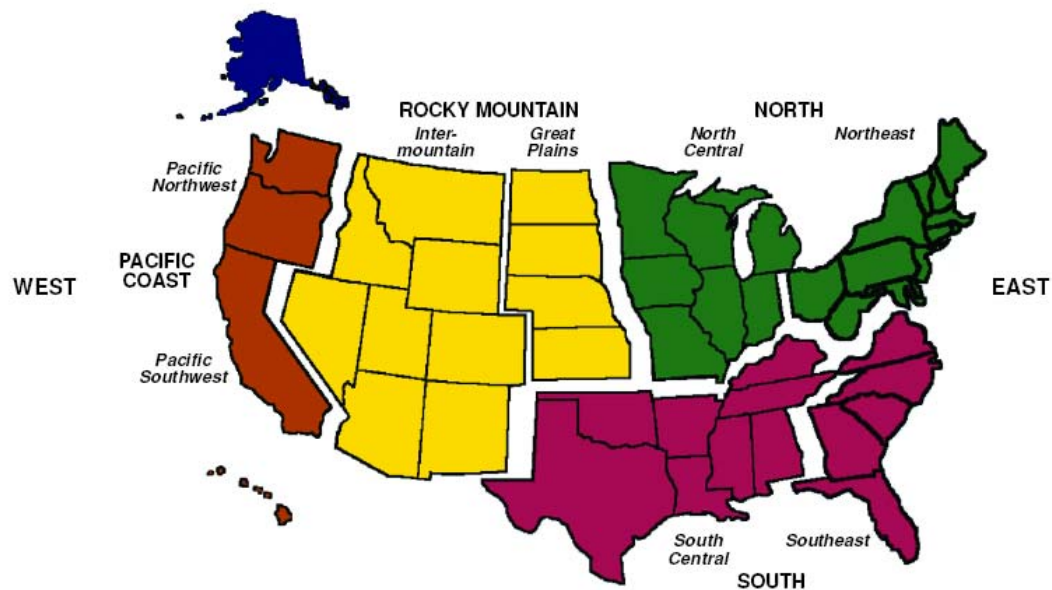 ROCKY MOUNTAIN
NORTH
Inter-
mountain
Great
Plains
North
Central
Northeast
Pacific
Northwest
PACIFIC
COAST
WEST
EAST
Pacific
Southwest
South
Central
Southeast
SOUTH